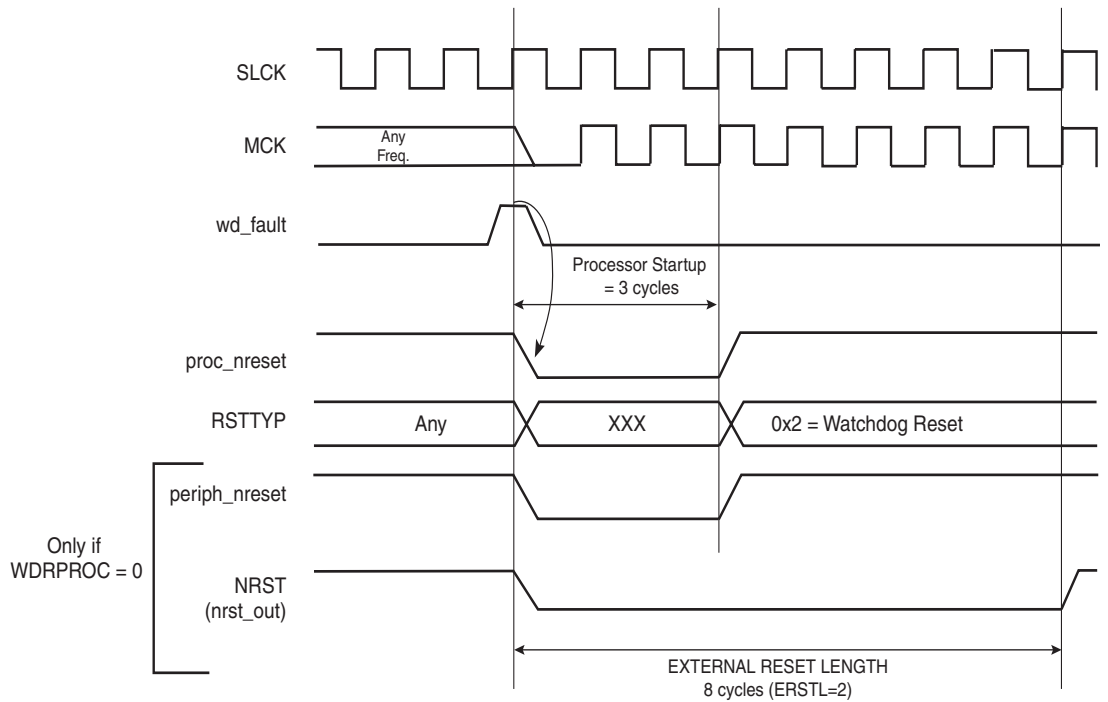 SLCK
MCK
Any
Freq.
wd_fault
Processor Startup
= 3 cycles
proc_nreset
RSTTYP
Any
XXX
0x2 = Watchdog Reset
periph_nreset
Only if
WDRPROC = 0
NRST
(nrst_out)
EXTERNAL RESET LENGTH
8 cycles (ERSTL=2)